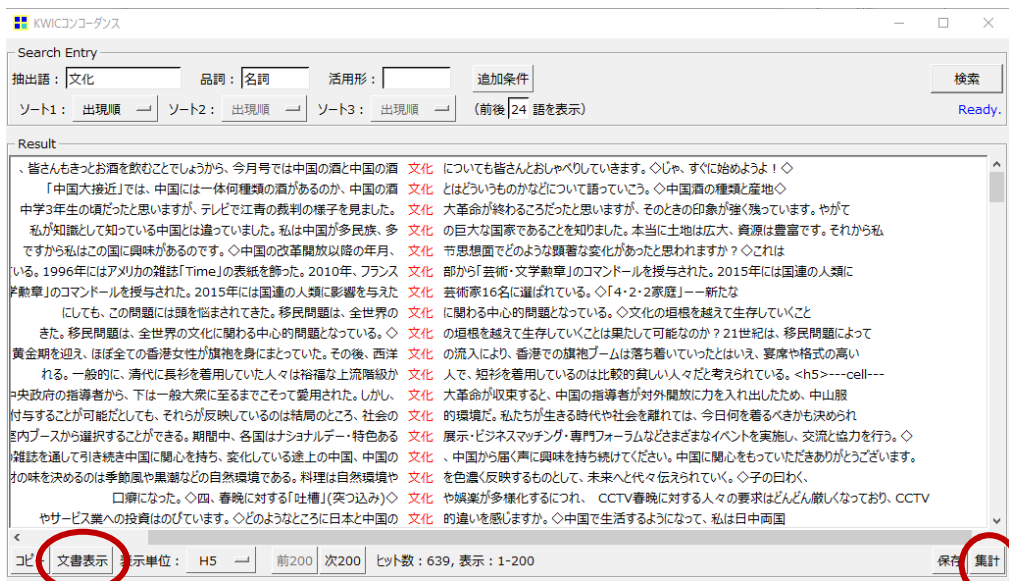 KWICコンコーダンス
Search Entry
抽出語： 文化 品詞： 名詞 活用形： 追加条件 検索
ソート1： 出現順 ソート2： 出現順 ソート3： 出現順 (前後 24 語を表示) Ready.
Result
、皆さんもきっとお酒を飲むことでしょうから、今月号では中国の酒と中国の酒 文化 についても皆さんとおしゃべりしていきます。◇じゃ、すぐに始めようよ！◇
「中国大接近」では、中国には一体何種類の酒があるのか、中国の酒 文化 とはどういうものかなどについて語っていこう。◇中国酒の種類と産地◇
中学3年生の頃だったと思いますが、テレビで江青の裁判の様子を見ました。 文化 大革命が終わるころだったと思いますが、そのときの印象が強く残っています。やがて
私が知識として知っている中国とは違っていました。私は中国が多民族、多 文化 の巨大な国家であることを知りました。本当に土地は広大、資源は豊富です。それから私
ですから私はこの国に興味があるのです。◇中国の改革開放以降の年月、 文化 节思想面でどのような顕著な変化があったと思われますか？◇これは
いる。1996年にはアメリカの雑誌「Time」の表紙を飾った。2010年、フランス 文化 部から「芸術・文学勲章」のコマンドールを授与された。2015年には国連の人類に
学勲章」のコマンドールを授与された。2015年には国連の人類に影響を与えた 文化 芸術家16名に選ばれている。◇「4・2・2家庭」ーー新たな
にしても、この問題には頭を悩まされてきた。移民問題は、全世界の 文化 に関わる中心的問題となっている。◇文化の垣根を越えて生存していくこと
きた。移民問題は、全世界の文化に関わる中心的問題となっている。◇ 文化 の垣根を越えて生存していくことは果たして可能なのか？21世紀は、移民問題によって
黄金期を迎え、ほぼ全ての香港女性が旗袍を身にまとっていた。その後、西洋 文化 の流入により、香港での旗袍ブームは落ち着いていったとはいえ、宴席や格式の高い
れる。一般的に、清代に長衫を着用していた人々は裕福な上流階級か 文化 人で、短衫を着用しているのは比較的貧しい人々だと考えられている。<h5>---cell---
中央政府の指導者から、下は一般大衆に至るまでこぞって愛用された。しかし、 文化 大革命が収束すると、中国の指導者が対外開放に力を入れ出したため、中山服
付与することが可能だとしても、それらが反映しているのは結局のところ、社会の 文化 的環境だ。私たちが生きる時代や社会を離れては、今日何を着るべきかも決められ
室内ブースから選択することができる。期間中、各国はナショナルデー・特色ある 文化 展示・ビジネスマッチング・専門フォーラムなどさまざまなイベントを実施し、交流と協力を行う。◇
雑誌を通して引き続き中国に関心を持ち、変化している途上の中国、中国の 文化 、中国から届く声に興味を持ち続けてください。中国に関心をもっていただきありがとうございます。
の味を決めるのは季節風や黒潮などの自然環境である。料理は自然環境や 文化 を色濃く反映するものとして、未来へと代々伝えられていく。◇子の曰わく、
口癖になった。◇四、春晩に対する「吐槽」(突つ込み)◇ 文化 や娯楽が多様化するにつれ、 CCTV春晩に対する人々の要求はどんどん厳しくなっており、CCTV
やサービス業への投資はのびています。◇どのようなところに日本と中国の 文化 的違いを感じますか。◇中国で生活するようになって、私は日中両国
コピー 文書表示 表示単位： H5 前200 次200 ヒット数：639, 表示：1-200 保存 集計